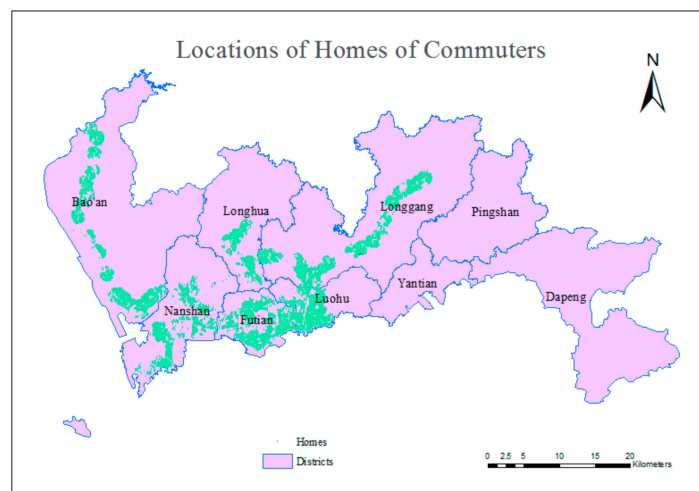 Locations of Homes of Commuters
N
Bao'an
Longhua
Longgang
Pingshan
Nanshan
Futian
Luohu
Yantian
Dapeng
Homes
Districts
0 2.5 5 10 15 20
Kilometers